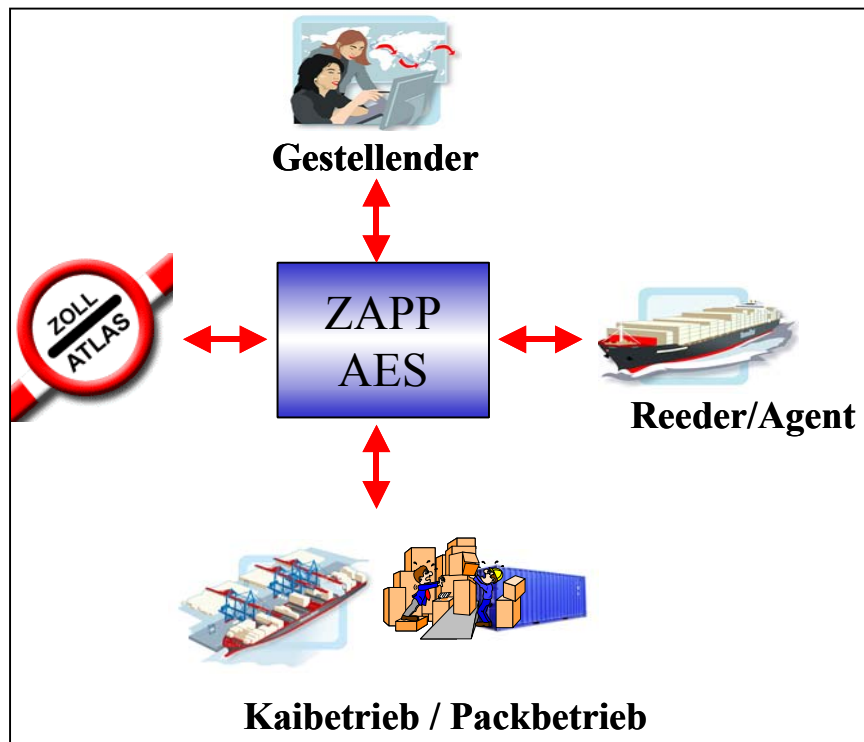 Gestellender
ZOLL
ATLAS
ZAPP
AES
Reeder/Agent
Kaibetrieb / Packbetrieb